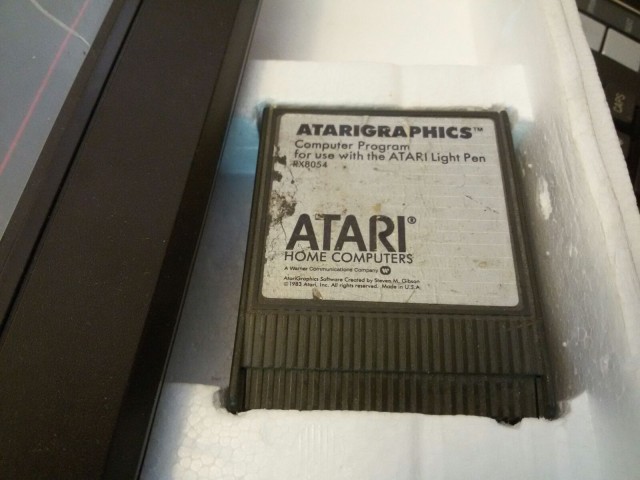 ATARIGRAPHICS™
Computer Program
for use with the ATARI Light Pen
RX8054
ATARI®
HOME COMPUTERS
A Warner Communications Company
AtariGraphics Software Created by Steven M. Gibson
©1983 Atari, Inc. All rights reserved. Made in U.S.A.
CAPS